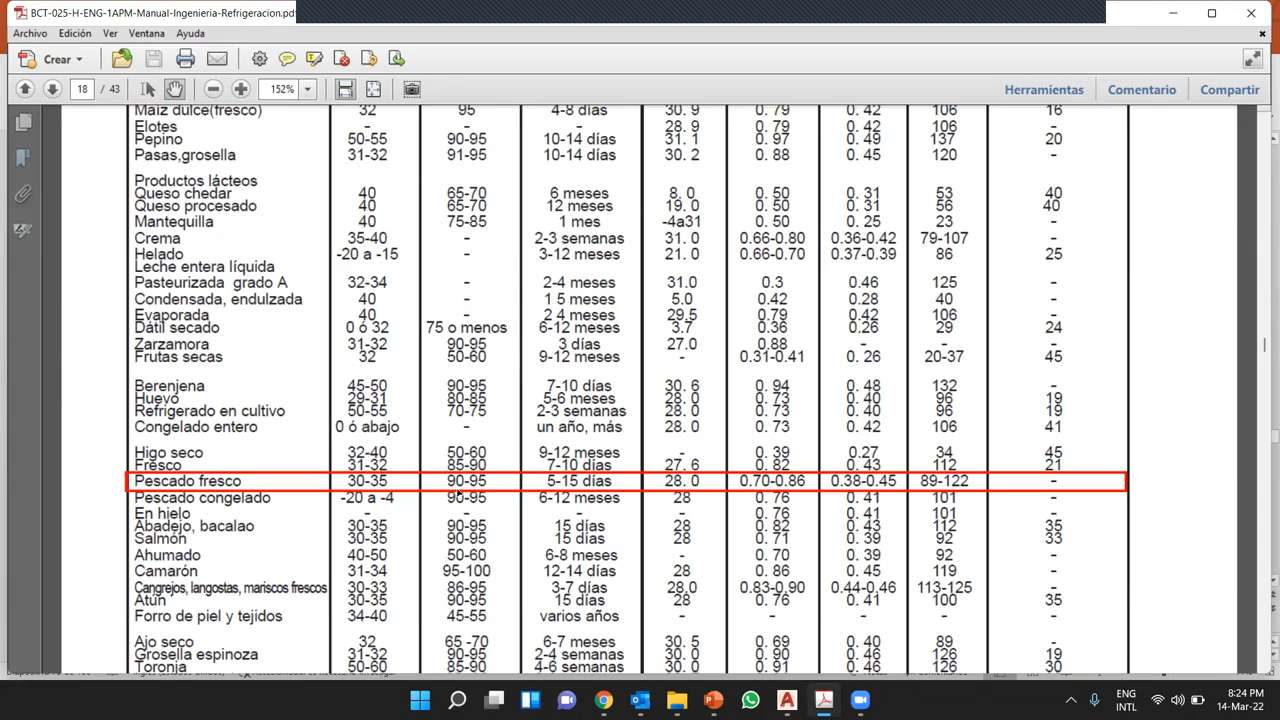 BCT-025-H-ENG-1APM-Manual-Ingenieria-Refrigeracion.pdf
Archivo Edición Ver Ventana Ayuda
Crear 18 / 43 152% Herramientas Comentario Compartir
Maíz dulce(fresco) 32 95 4-8 días 30. 9 0. 79 0. 42 106 16
Elotes - - - 28. 9 0. 79 0. 42 106 -
Pepino 50-55 90-95 10-14 días 31. 1 0. 97 0. 49 137 20
Pasas,grosella 31-32 91-95 10-14 días 30. 2 0. 88 0. 45 120 -
Productos lácteos
Queso chedar 40 65-70 6 meses 8. 0 0. 50 0. 31 53 40
Queso procesado 40 65-70 12 meses 19. 0 0. 50 0. 31 56 40
Mantequilla 40 75-85 1 mes -4a31 0. 50 0. 25 23 -
Crema 35-40 - 2-3 semanas 31. 0 0.66-0.80 0.36-0.42 79-107 -
Helado -20 a -15 - 3-12 meses 21. 0 0.66-0.70 0.37-0.39 86 25
Leche entera líquida
Pasteurizada grado A 32-34 - 2-4 meses 31.0 0.3 0.46 125 -
Condensada, endulzada 40 - 1 5 meses 5.0 0.42 0.28 40 -
Evaporada 40 - 2 4 meses 29.5 0.79 0.42 106 -
Dátil secado 0 ó 32 75 o menos 6-12 meses 3.7 0.36 0.26 29 24
Zarzamora 31-32 90-95 3 días 27.0 0.88 - - -
Frutas secas 32 50-60 9-12 meses - 0.31-0.41 0. 26 20-37 45
Berenjena 45-50 90-95 7-10 días 30. 6 0. 94 0. 48 132 -
Huevo 29-31 80-85 5-6 meses 28. 0 0. 73 0. 40 96 19
Refrigerado en cultivo 50-55 70-75 2-3 semanas 28. 0 0. 73 0. 40 96 19
Congelado entero 0 ó abajo - un año, más 28. 0 0. 73 0. 42 106 41
Higo seco 32-40 50-60 9-12 meses - 0. 39 0.27 34 45
Fresco 31-32 85-90 7-10 días 27. 6 0. 82 0. 43 112 21
Pescado fresco 30-35 90-95 5-15 días 28. 0 0.70-0.86 0.38-0.45 89-122 -
Pescado congelado -20 a -4 90-95 6-12 meses 28 0. 76 0. 41 101 -
En hielo - - - - 0. 76 0. 41 101 -
Abadejo, bacalao 30-35 90-95 15 días 28 0. 82 0. 43 112 35
Salmón 30-35 90-95 15 días 28 0. 71 0. 39 92 33
Ahumado 40-50 50-60 6-8 meses - 0. 70 0. 39 92 -
Camarón 31-34 95-100 12-14 días 28 0. 86 0. 45 119 -
Cangrejos, langostas, mariscos frescos 30-33 86-95 3-7 días 28.0 0.83-0.90 0.44-0.46 113-125 -
Atún 30-35 90-95 15 días 28 0. 76 0. 41 100 35
Forro de piel y tejidos 34-40 45-55 varios años - - - - -
Ajo seco 32 65 -70 6-7 meses 30. 5 0. 69 0. 40 89 -
Grosella espinoza 31-32 90-95 2-4 semanas 30. 0 0. 90 0. 46 126 19
Toronja 50-60 85-90 4-6 semanas 30. 0 0. 91 0. 46 126 30
ENG 8:24 PM
INTL 14-Mar-22